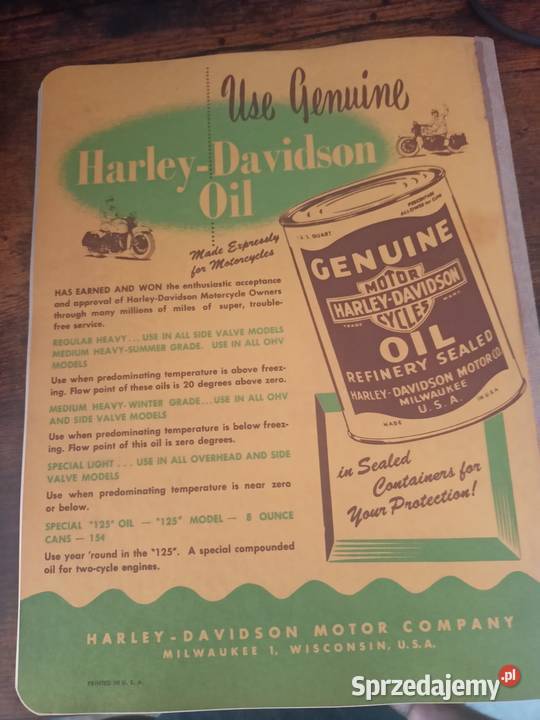 Use Genuine
Harley-Davidson
Oil
Made Expressly
for Motorcycles
HAS EARNED AND WON the enthusiastic acceptance
and approval of Harley-Davidson Motorcycle Owners
through many millions of miles of super, trouble-
free service.
REGULAR HEAVY... USE IN ALL SIDE VALVE MODELS
MEDIUM HEAVY-SUMMER GRADE. USE IN ALL OHV
MODELS
Use when predominating temperature is above freez-
ing. Flow point of these oils is 20 degrees above zero.
MEDIUM HEAVY-WINTER GRADE...USE IN ALL OHV
AND SIDE VALVE MODELS
Use when predominating temperature is below freez-
ing. Flow point of this oil is zero degrees.
SPECIAL LIGHT ... USE IN ALL OVERHEAD AND SIDE
VALVE MODELS
Use when predominating temperature is near zero
or below.
SPECIAL "125" OIL — "125" MODEL — 8 OUNCE
CANS — 15¢
Use year 'round in the "125". A special compounded
oil for two-cycle engines.
1 U.S. QUART
GENUINE
MOTOR
HARLEY-DAVIDSON
CYCLES
TRADE MARK
OIL
REFINERY SEALED
HARLEY-DAVIDSON MOTOR CO.
MILWAUKEE
U.S.A.
MADE IN U.S.A.
in Sealed
Containers for
Your Protection!
HARLEY-DAVIDSON MOTOR COMPANY
MILWAUKEE 1, WISCONSIN, U.S.A.
PRINTED IN U. S. A.
Sprzedajemy.pl